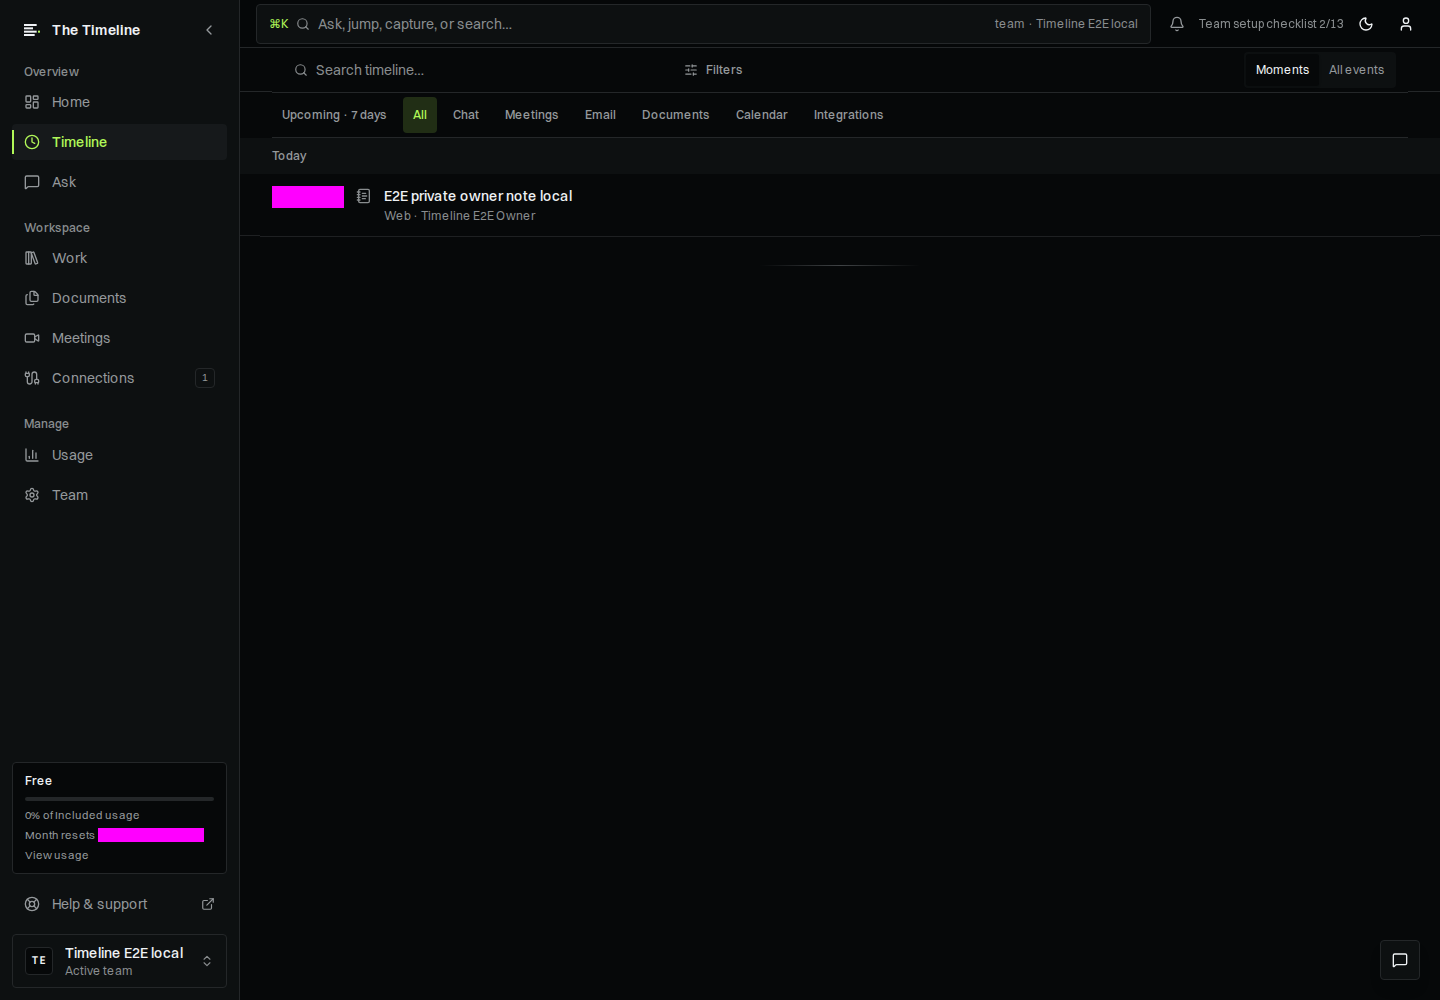 The Timeline
Overview
Home
Timeline
Ask
Workspace
Work
Documents
Meetings
Connections
1
Manage
Usage
Team
Free
0% of included usage
Month resets
View usage
Help & support
TE
Timeline E2E local
Active team
⌘K Ask, jump, capture, or search... team · Timeline E2E local
Team setup checklist 2/13
Search timeline...
Filters
Moments
All events
Upcoming · 7 days
All
Chat
Meetings
Email
Documents
Calendar
Integrations
Today
E2E private owner note local
Web · Timeline E2E Owner